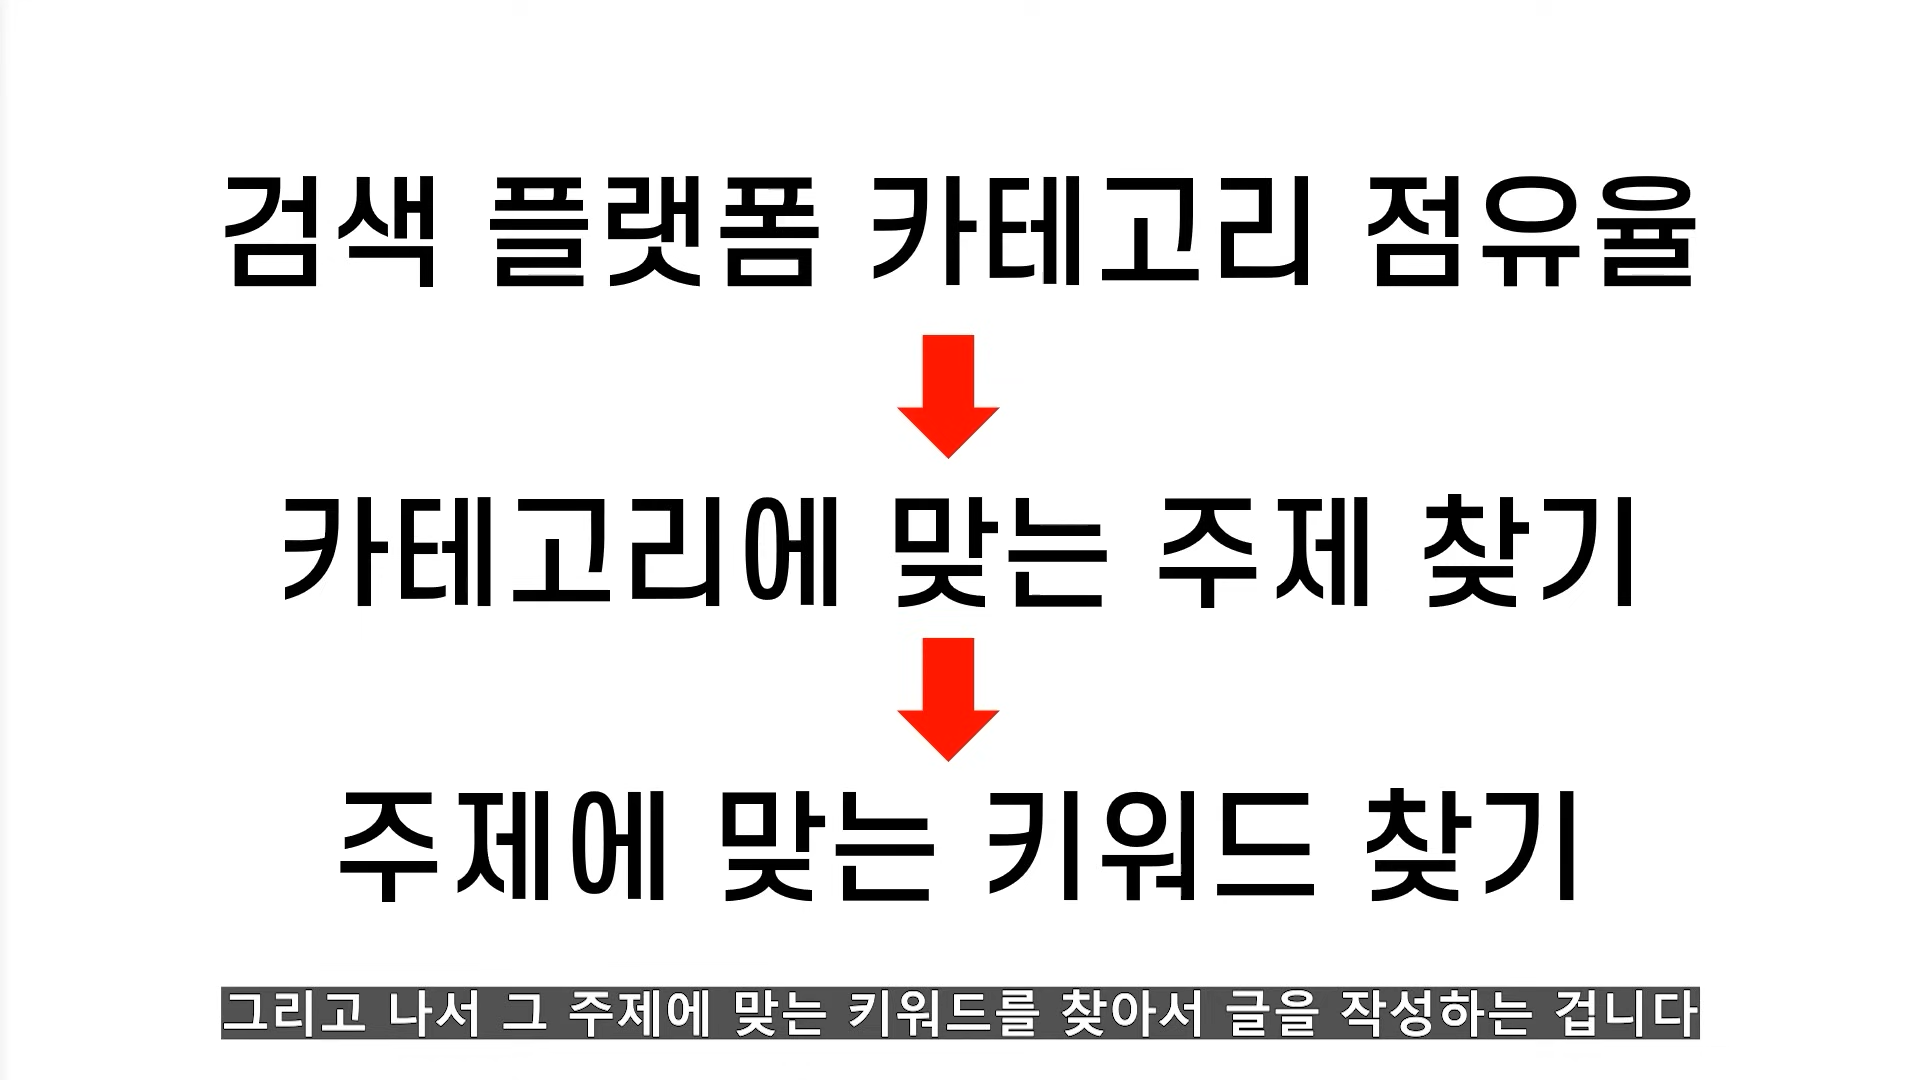 검색 플랫폼 카테고리 점유율
카테고리에 맞는 주제 찾기
주제에 맞는 키워드 찾기
그리고 나서 그 주제에 맞는 키워드를 찾아서 글을 작성하는 겁니다